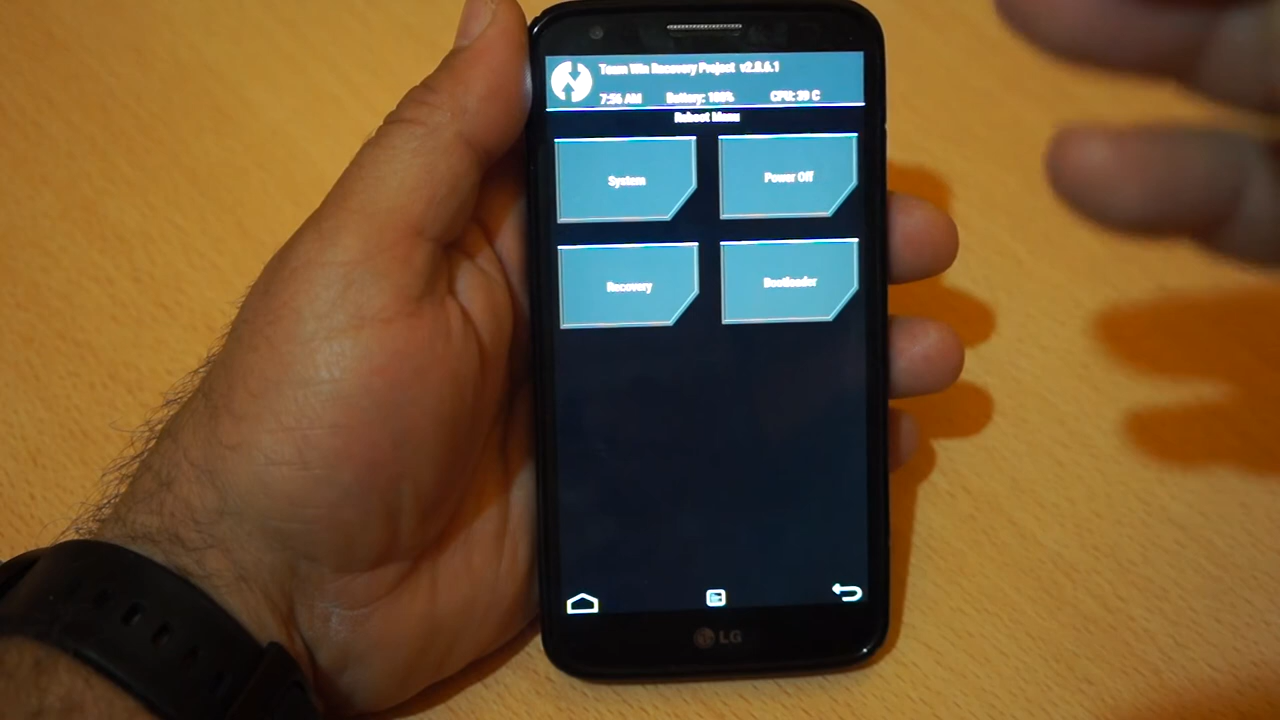 Team Win Recovery Project v2.8.6.1
7:56 AM Battery: 100% CPU: 39 C
Reboot Menu
System
Power Off
Recovery
Bootloader
LG